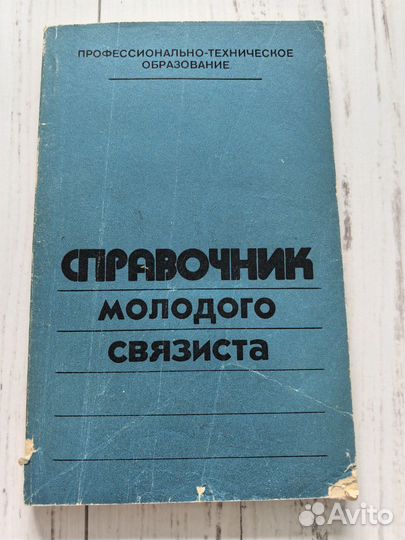 ПРОФЕССИОНАЛЬНО-ТЕХНИЧЕСКОЕ
ОБРАЗОВАНИЕ
СПРАВОЧНИК
МОЛОДОГО
СВЯЗИСТА
Avito